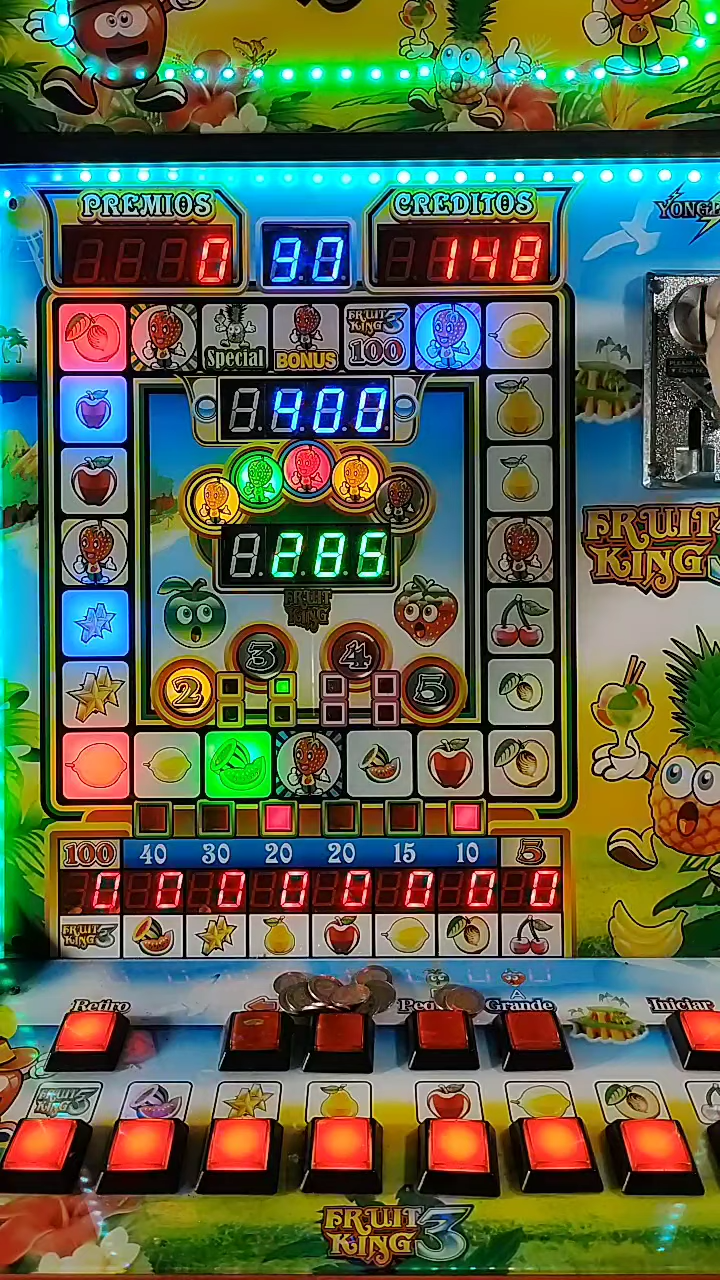 PREMIOS
CREDITOS
0
90
148
Special
BONUS
FRUIT KING 3
100
400
285
FRUIT
KING
FRUIT
KING
3
4
2
5
100 40 30 20 20 15 10 5
0 0 0 0 0 0 0 0
FRUIT
KING 3
Retiro
Grande
Iniciar
FRUIT
KING 3
FRUIT
KING 3